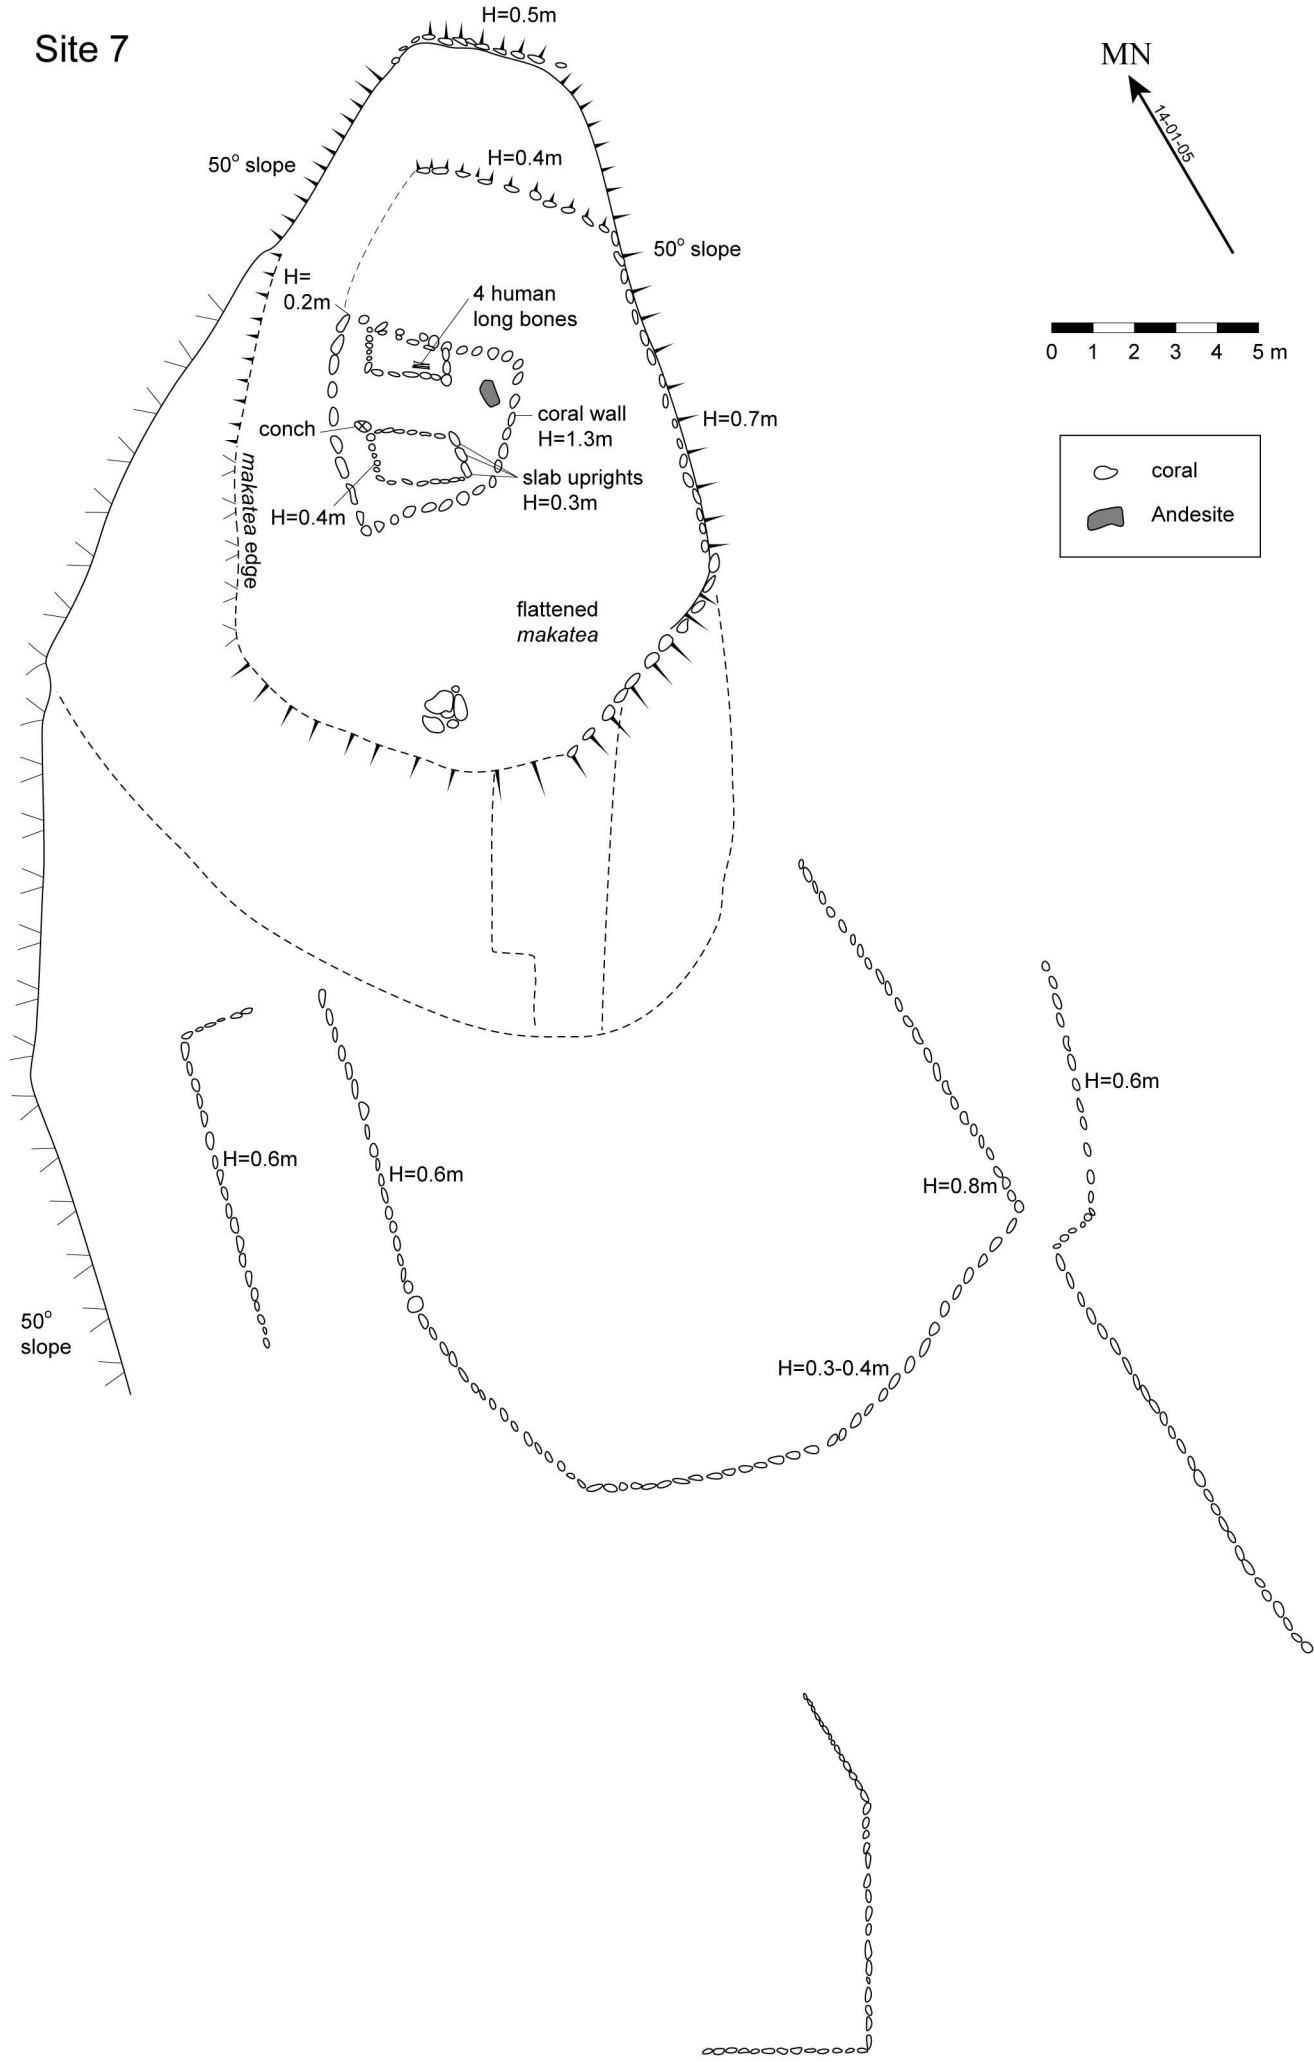 Site 7
H=0.5m
MN
14-01-05
50° slope
H=0.4m
50° slope
H=
0.2m
4 human
long bones
0 1 2 3 4 5 m
coral wall
H=1.3m
H=0.7m
conch
slab uprights
H=0.3m
H=0.4m
makatea edge
coral
Andesite
flattened
makatea
H=0.6m
H=0.6m
H=0.6m
H=0.8m
50°
slope
H=0.3-0.4m